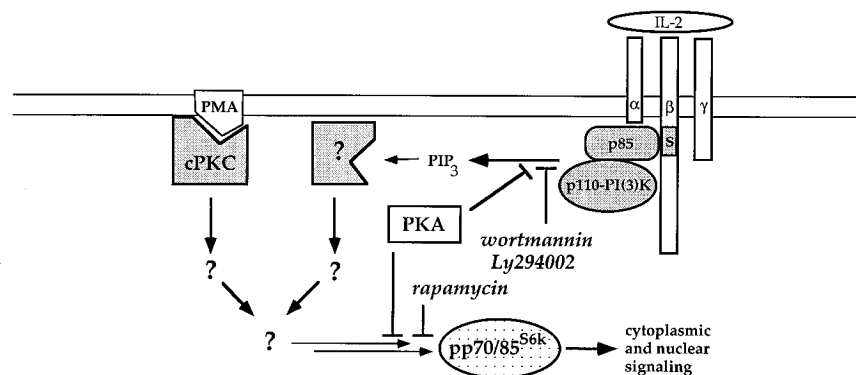 IL-2
PMA
α
β
γ
cPKC
?
PIP3
p85
s
p110-PI(3)K
PKA
wortmannin
Ly294002
?
?
rapamycin
?
pp70/85S6k
cytoplasmic
and nuclear
signaling